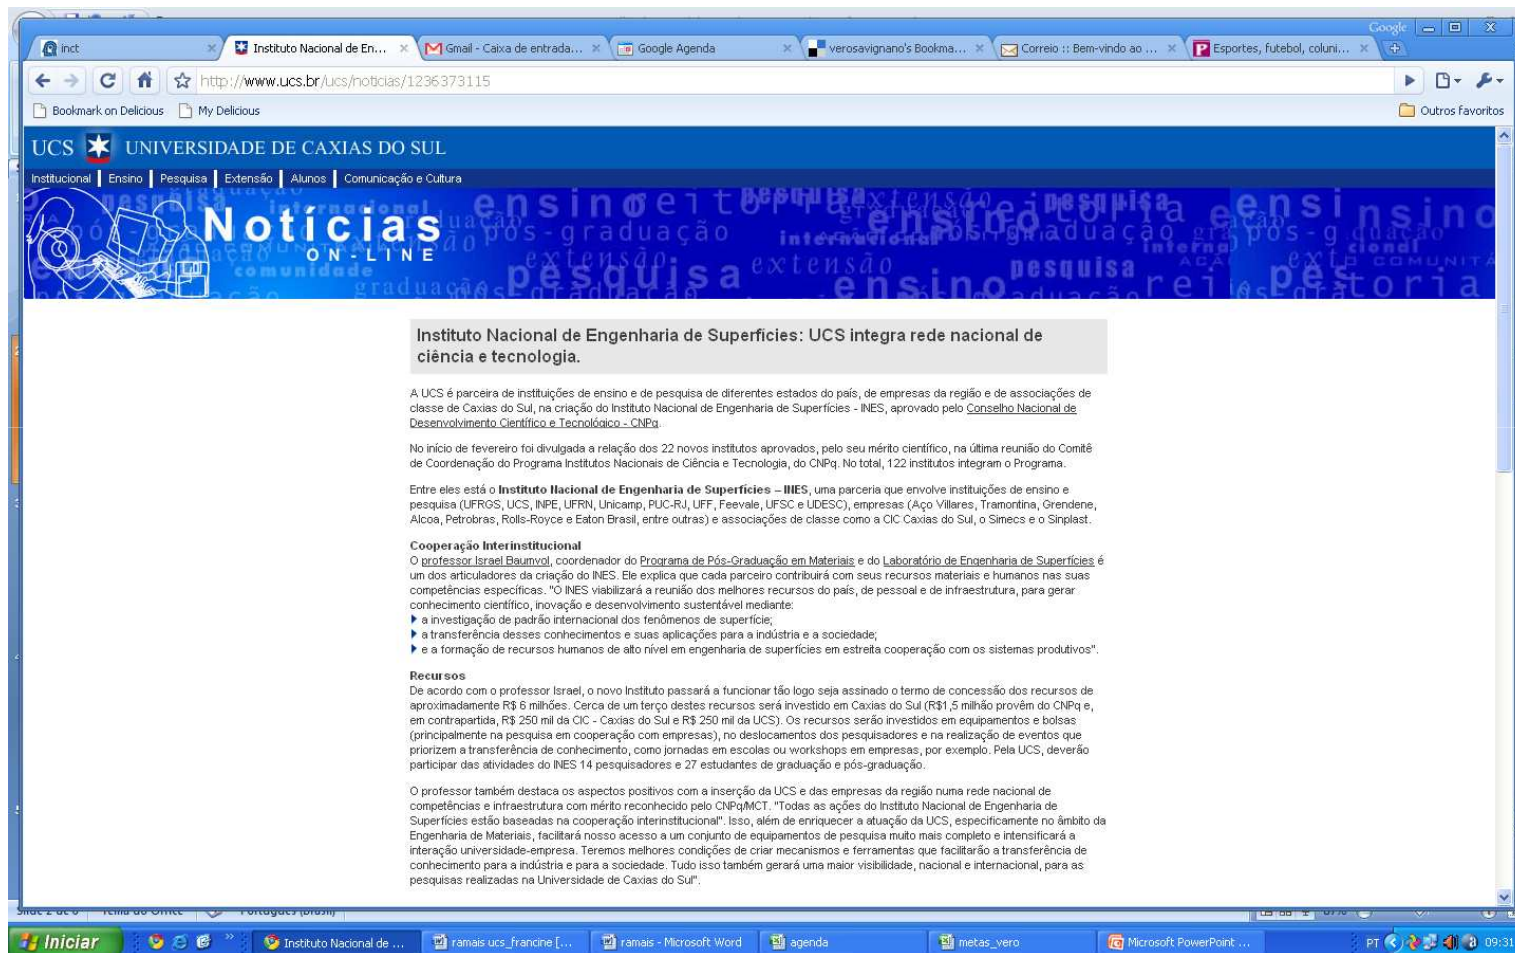 Google
inct
Instituto Nacional de En...
Gmail - Caixa de entrada...
Google Agenda
verosavignano's Bookma...
Correio :: Bem-vindo ao ...
Esportes, futebol, coluni...
http://www.ucs.br/ucs/noticias/1236373115
Bookmark on Delicious
My Delicious
Outros favoritos
UCS UNIVERSIDADE DE CAXIAS DO SUL
Institucional | Ensino | Pesquisa | Extensão | Alunos | Comunicação e Cultura
Notícias
ON-LINE
Instituto Nacional de Engenharia de Superfícies: UCS integra rede nacional de
ciência e tecnologia.
A UCS é parceira de instituições de ensino e de pesquisa de diferentes estados do país, de empresas da região e de associações de
classe de Caxias do Sul, na criação do Instituto Nacional de Engenharia de Superfícies - INES, aprovado pelo Conselho Nacional de
Desenvolvimento Científico e Tecnológico - CNPq.
No início de fevereiro foi divulgada a relação dos 22 novos institutos aprovados, pelo seu mérito científico, na última reunião do Comitê
de Coordenação do Programa Institutos Nacionais de Ciência e Tecnologia, do CNPq. No total, 122 institutos integram o Programa.
Entre eles está o Instituto Nacional de Engenharia de Superfícies – INES, uma parceria que envolve instituições de ensino e
pesquisa (UFRGS, UCS, INPE, UFRN, Unicamp, PUC-RJ, UFF, Feevale, UFSC e UDESC), empresas (Aço Villares, Tramontina, Grendene,
Alcoa, Petrobras, Rolls-Royce e Eaton Brasil, entre outras) e associações de classe como a CIC Caxias do Sul, o Simecs e o Sinplast.
Cooperação Interinstitucional
O professor Israel Baumvol, coordenador do Programa de Pós-Graduação em Materiais e do Laboratório de Engenharia de Superfícies é
um dos articuladores da criação do INES. Ele explica que cada parceiro contribuirá com seus recursos materiais e humanos nas suas
competências específicas. "O INES viabilizará a reunião dos melhores recursos do país, de pessoal e de infraestrutura, para gerar
conhecimento científico, inovação e desenvolvimento sustentável mediante:
a investigação de padrão internacional dos fenômenos de superfície;
a transferência desses conhecimentos e suas aplicações para a indústria e a sociedade;
e a formação de recursos humanos de alto nível em engenharia de superfícies em estreita cooperação com os sistemas produtivos".
Recursos
De acordo com o professor Israel, o novo Instituto passará a funcionar tão logo seja assinado o termo de concessão dos recursos de
aproximadamente R$ 6 milhões. Cerca de um terço destes recursos será investido em Caxias do Sul (R$1,5 milhão provêm do CNPq e,
em contrapartida, R$ 250 mil da CIC - Caxias do Sul e R$ 250 mil da UCS). Os recursos serão investidos em equipamentos e bolsas
(principalmente na pesquisa em cooperação com empresas), no deslocamentos dos pesquisadores e na realização de eventos que
priorizem a transferência de conhecimento, como jornadas em escolas ou workshops em empresas, por exemplo. Pela UCS, deverão
participar das atividades do INES 14 pesquisadores e 27 estudantes de graduação e pós-graduação.
O professor também destaca os aspectos positivos com a inserção da UCS e das empresas da região numa rede nacional de
competências e infraestrutura com mérito reconhecido pelo CNPq/MCT. "Todas as ações do Instituto Nacional de Engenharia de
Superfícies estão baseadas na cooperação interinstitucional". Isso, além de enriquecer a atuação da UCS, especificamente no âmbito da
Engenharia de Materiais, facilitará nosso acesso a um conjunto de equipamentos de pesquisa muito mais completo e intensificará a
interação universidade-empresa. Teremos melhores condições de criar mecanismos e ferramentas que facilitarão a transferência de
conhecimento para a indústria e para a sociedade. Tudo isso também gerará uma maior visibilidade, nacional e internacional, para as
pesquisas realizadas na Universidade de Caxias do Sul".
Iniciar
Instituto Nacional de ...
ramais ucs_francine [...
ramais - Microsoft Word
agenda
metas_vero
Microsoft PowerPoint ...
PT
09:31